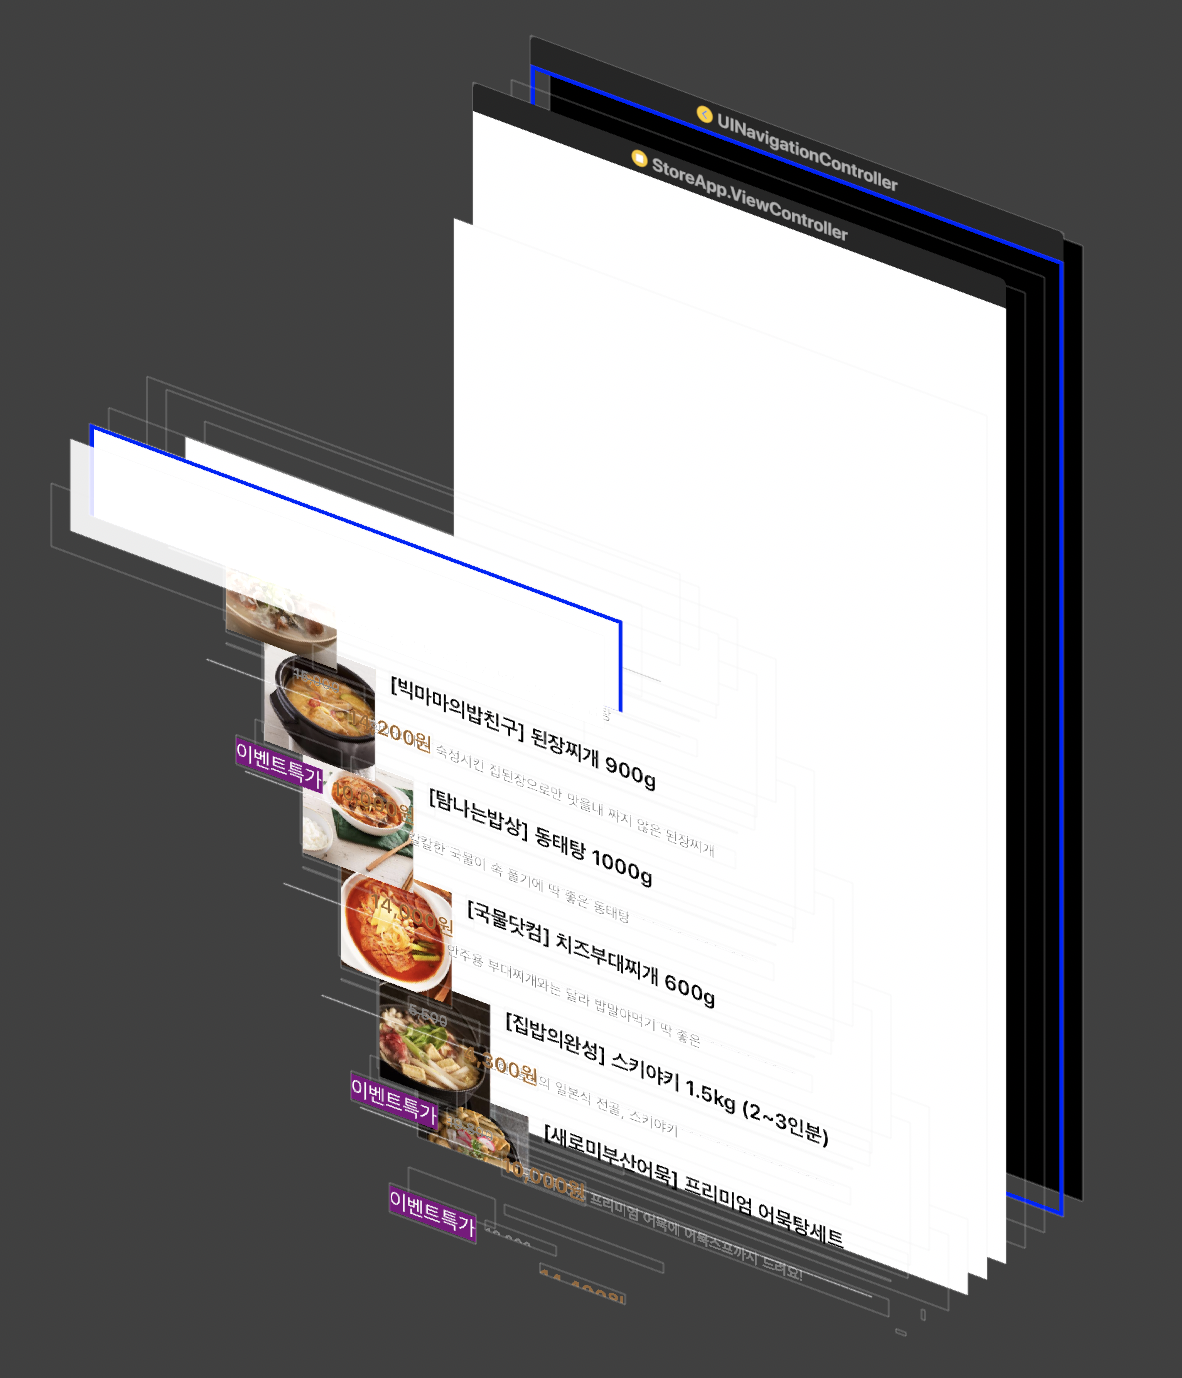 UINavigationController
StoreApp.ViewController
[빅마마의밥친구] 된장찌개 900g
200원
숙성시킨 집된장으로만 맛을내 짜지 않은 된장찌개
이벤트특가
[탐나는밥상] 동태탕 1000g
칼칼한 국물이 속 풀기에 딱 좋은 동태탕
14,000원
[국물닷컴] 치즈부대찌개 600g
안주용 부대찌개와는 달라 밥말아먹기 딱 좋은
[집밥의완성] 스키야키 1.5kg (2~3인분)
300원
의 일본식 전골, 스키야키
이벤트특가
[새로미부산어묵] 프리미엄 어묵탕세트
10,000원
프리미엄 어묵에 어묵스프까지 드려요!
이벤트특가